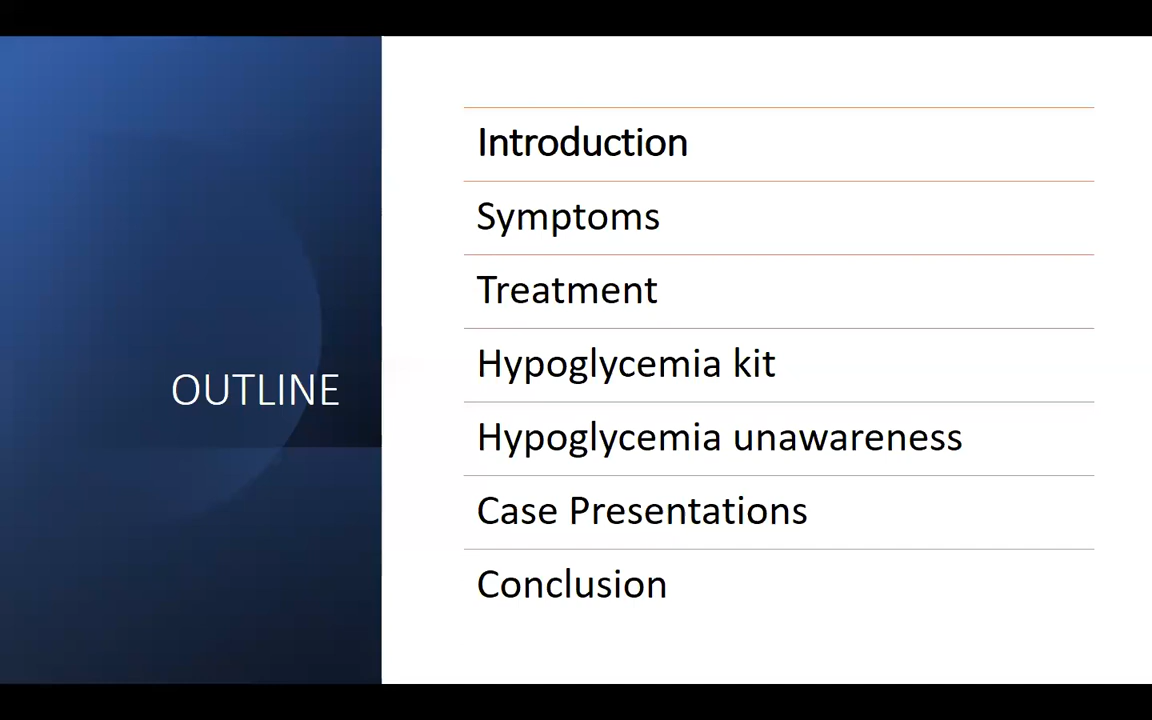 OUTLINE
Introduction
Symptoms
Treatment
Hypoglycemia kit
Hypoglycemia unawareness
Case Presentations
Conclusion